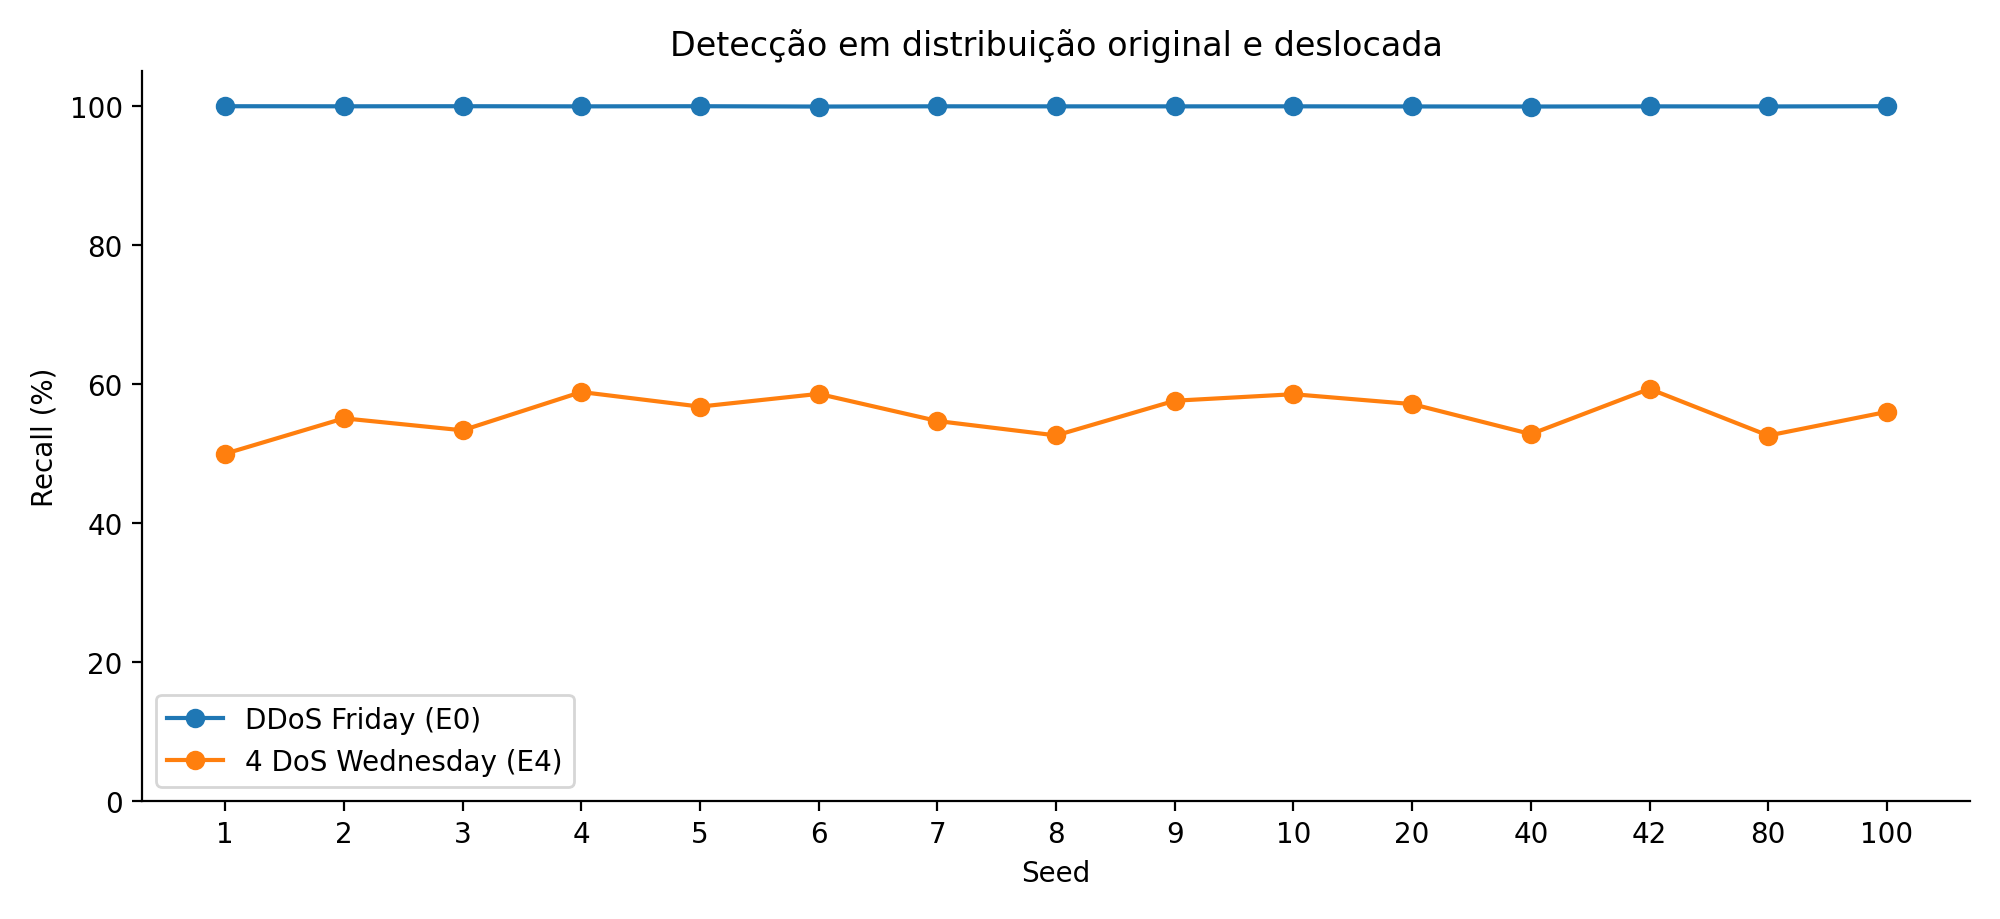 Detecção em distribuição original e deslocada
Recall (%)
100
80
60
40
20
0
DDoS Friday (E0)
4 DoS Wednesday (E4)
1 2 3 4 5 6 7 8 9 10 20 40 42 80 100
Seed